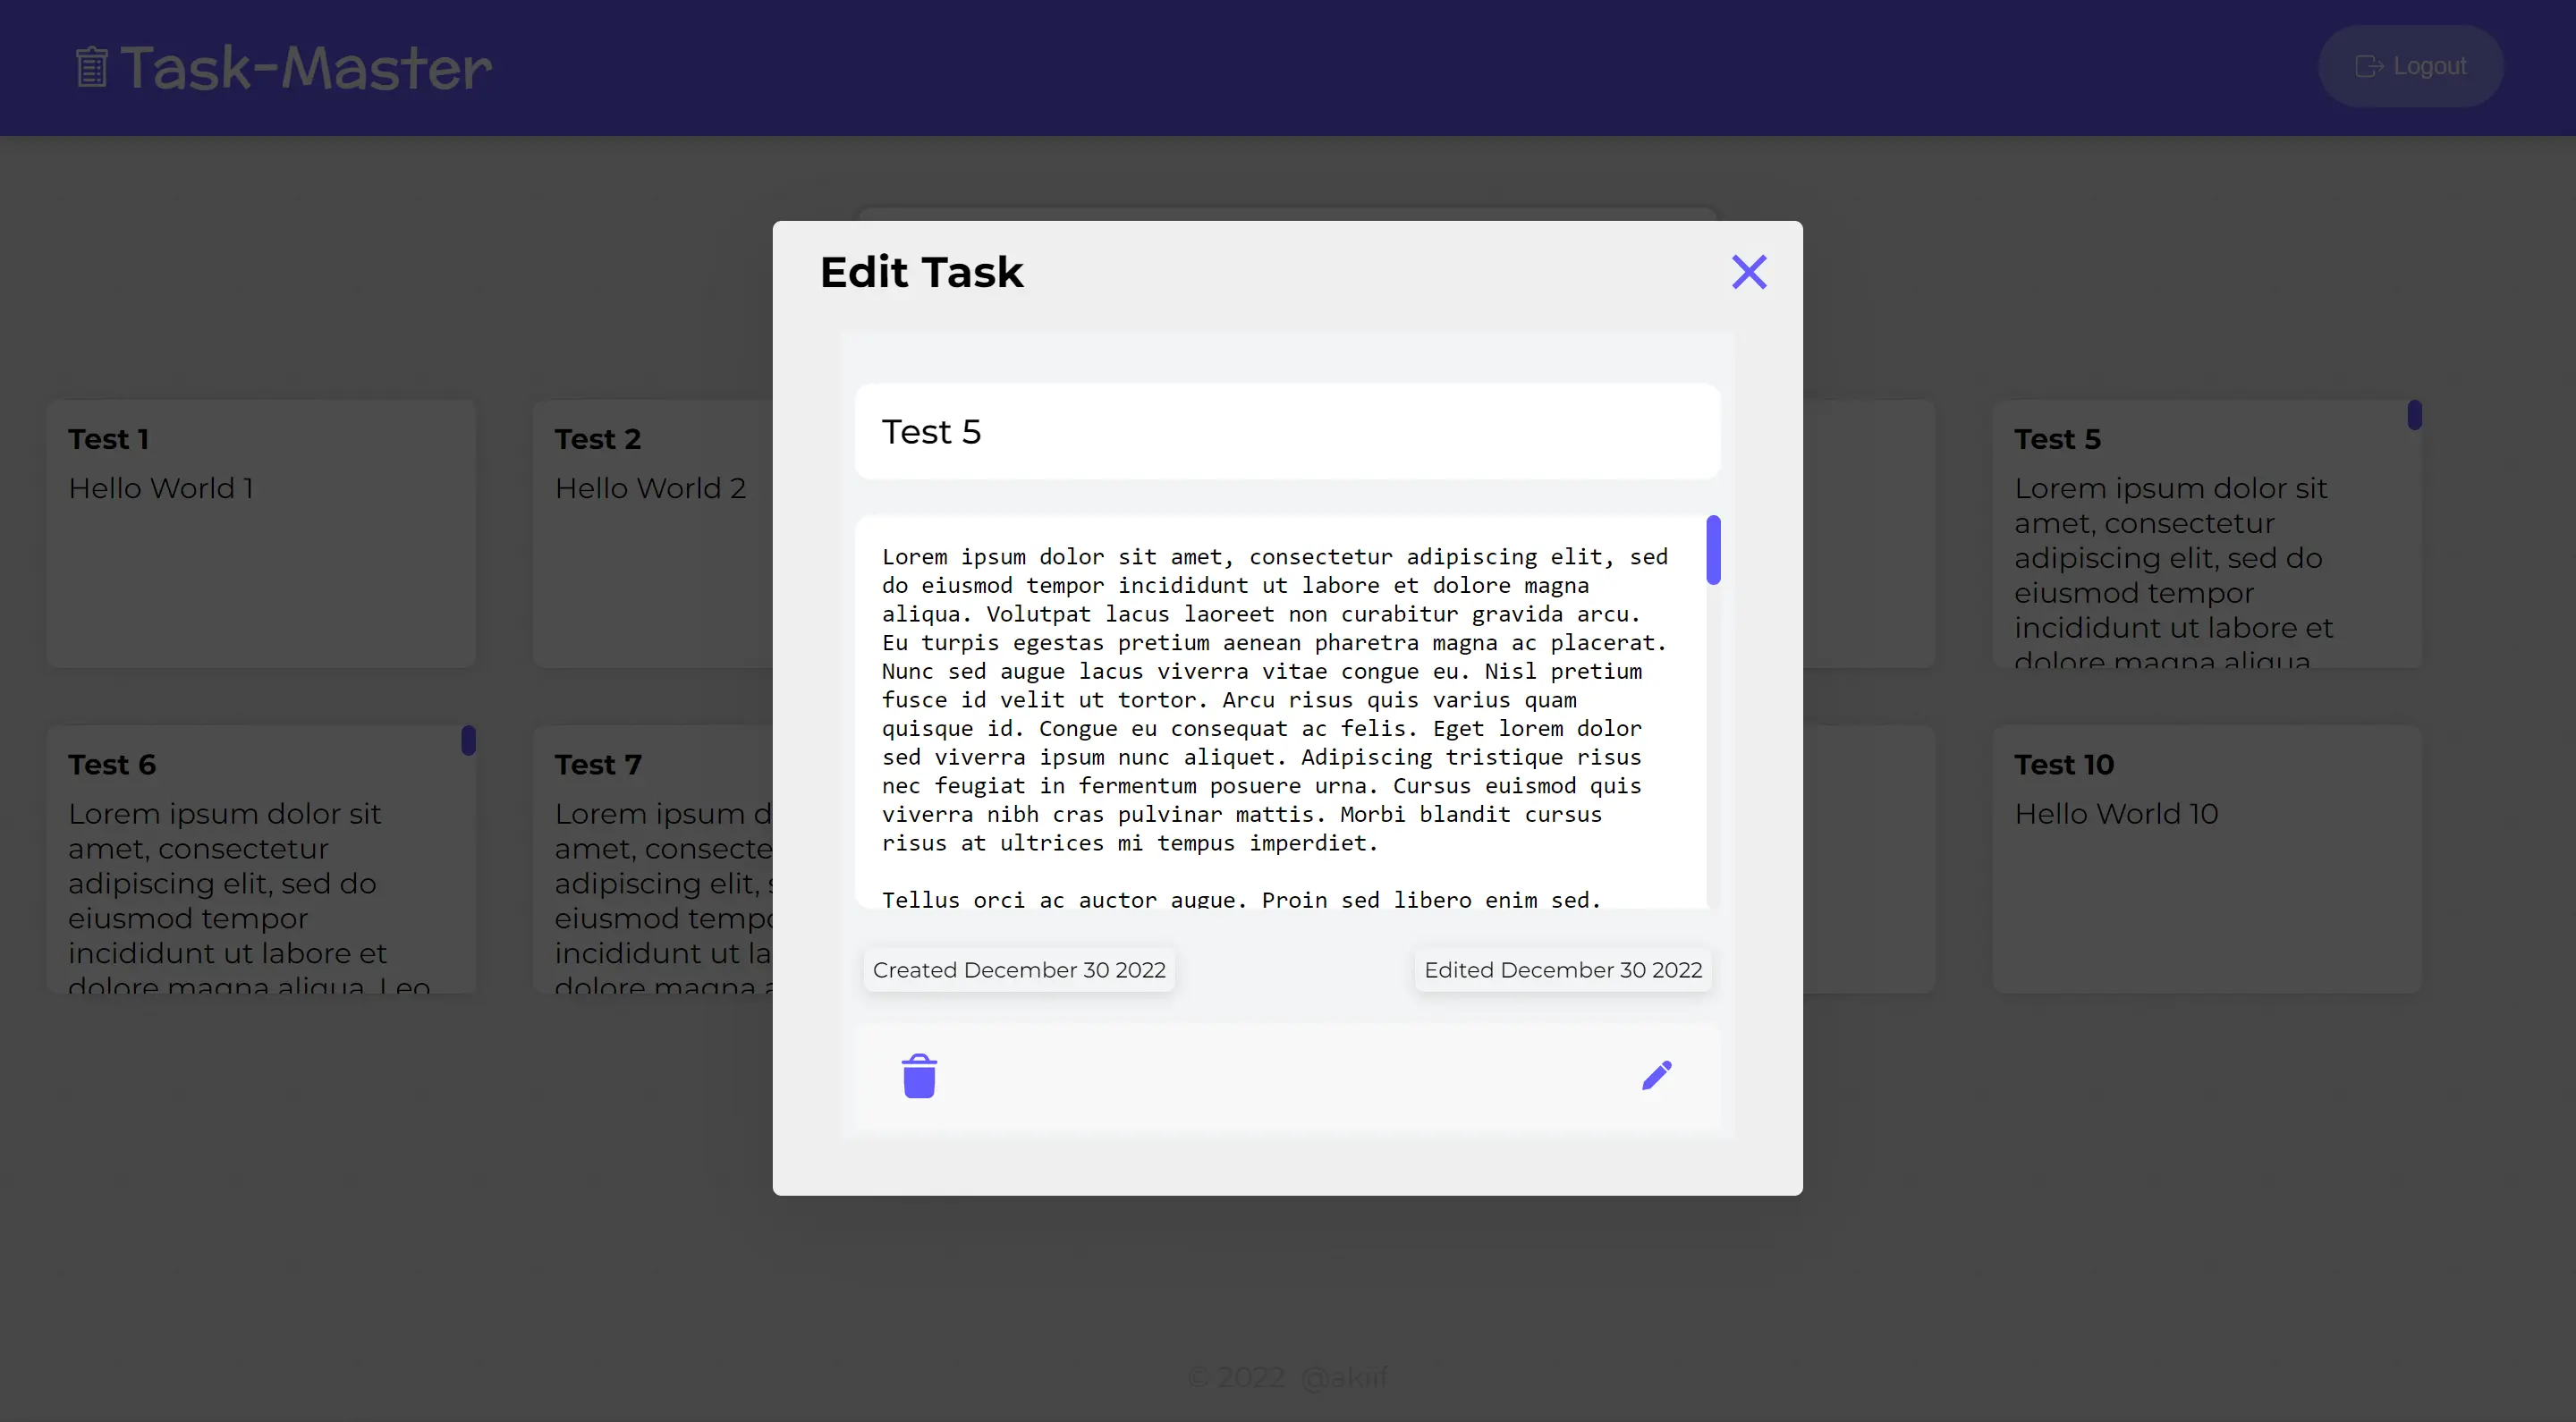 Task-Master
Logout
Edit Task
Test 5
Lorem ipsum dolor sit amet, consectetur adipiscing elit, sed
do eiusmod tempor incididunt ut labore et dolore magna
aliqua. Volutpat lacus laoreet non curabitur gravida arcu.
Eu turpis egestas pretium aenean pharetra magna ac placerat.
Nunc sed augue lacus viverra vitae congue eu. Nisl pretium
fusce id velit ut tortor. Arcu risus quis varius quam
quisque id. Congue eu consequat ac felis. Eget lorem dolor
sed viverra ipsum nunc aliquet. Adipiscing tristique risus
nec feugiat in fermentum posuere urna. Cursus euismod quis
viverra nibh cras pulvinar mattis. Morbi blandit cursus
risus at ultrices mi tempus imperdiet.
Tellus orci ac auctor augue. Proin sed libero enim sed.
Created December 30 2022
Edited December 30 2022
Test 1
Hello World 1
Test 2
Hello World 2
Test 5
Lorem ipsum dolor sit
amet, consectetur
adipiscing elit, sed do
eiusmod tempor
incididunt ut labore et
dolore magna aliqua
Test 6
Lorem ipsum dolor sit
amet, consectetur
adipiscing elit, sed do
eiusmod tempor
incididunt ut labore et
dolore magna aliqua. Leo
Test 7
Lorem ipsum d
amet, consecte
adipiscing elit,
eiusmod tempo
incididunt ut la
dolore magna a
Test 10
Hello World 10
© 2022 @akiif